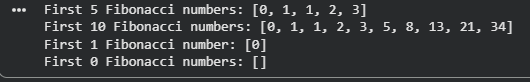 First 5 Fibonacci numbers: [0, 1, 1, 2, 3]
First 10 Fibonacci numbers: [0, 1, 1, 2, 3, 5, 8, 13, 21, 34]
First 1 Fibonacci number: [0]
First 0 Fibonacci numbers: []